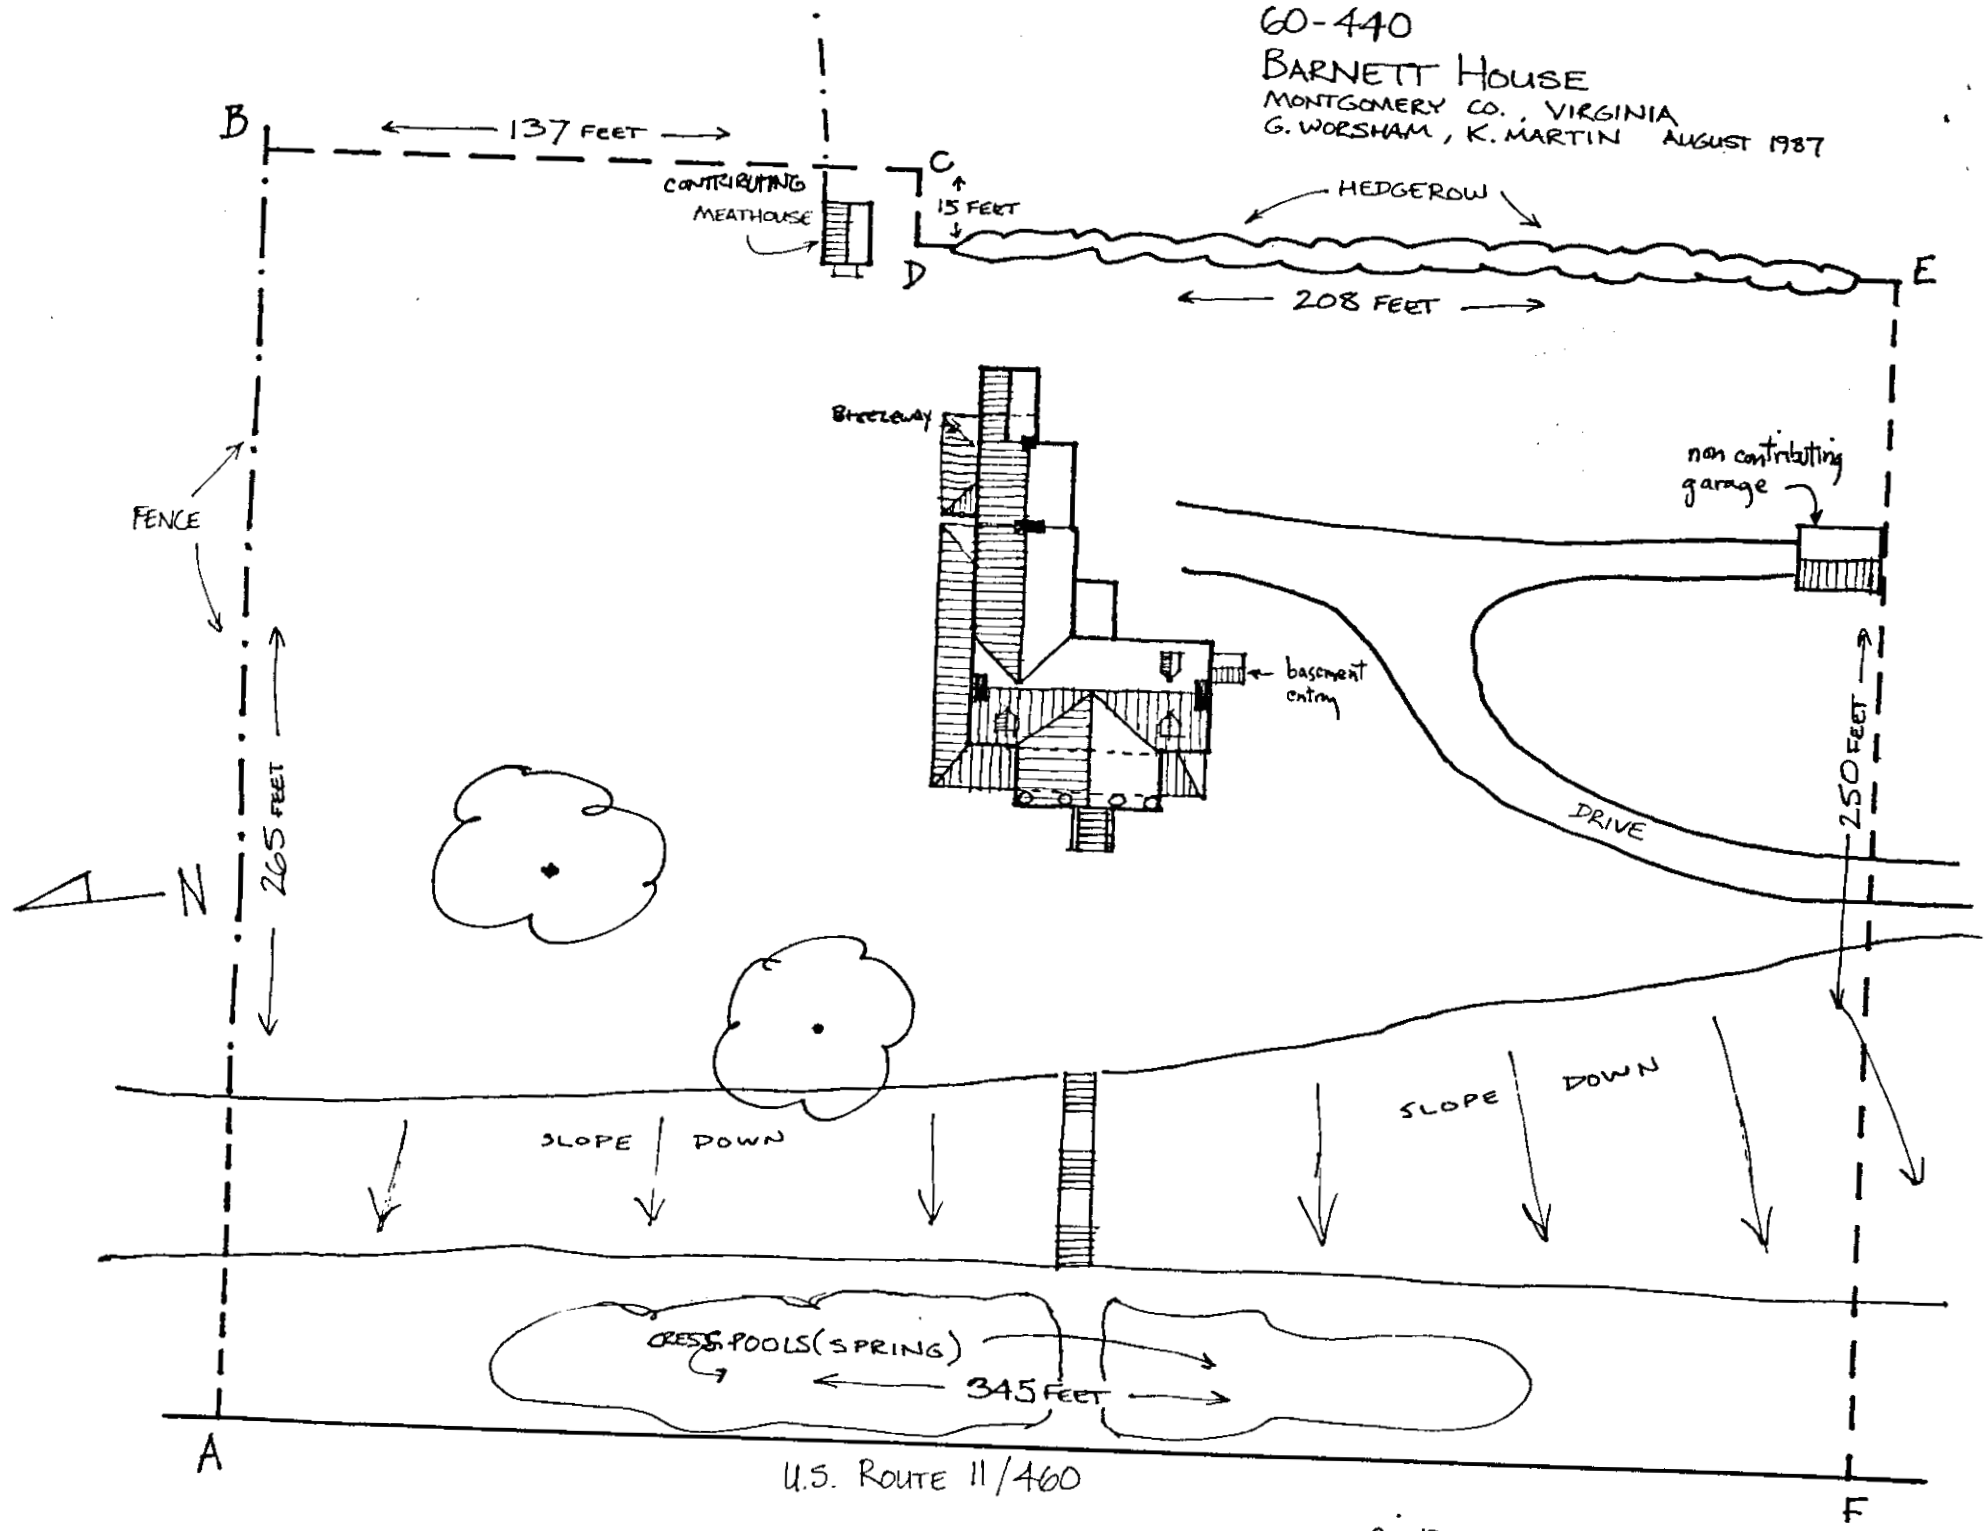 60-440
BARNETT HOUSE
MONTGOMERY CO., VIRGINIA
G. WORSHAM, K. MARTIN AUGUST 1987
B
137 FEET
C
CONTRIBUTING
MEATHOUSE
15 FEET
HEDGEROW
D
E
208 FEET
BREEZEWAY
non contributing
garage
FENCE
basement
entry
265 FEET
250 FEET
DRIVE
N
SLOPE DOWN
SLOPE DOWN
CRESS POOLS (SPRING)
345 FEET
A
U.S. ROUTE 11/460
F